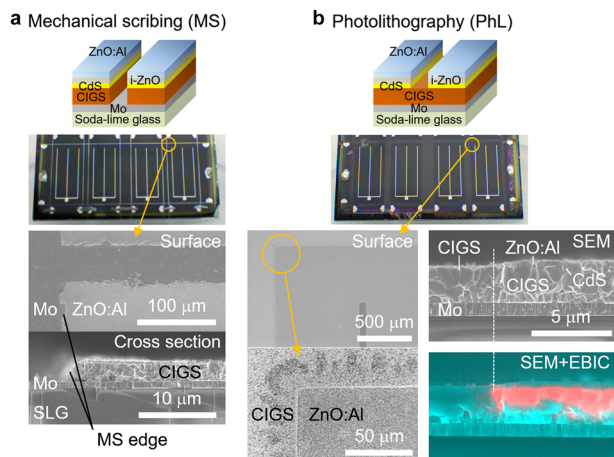 a Mechanical scribing (MS)
ZnO:Al
i-ZnO
CdS
CIGS
Mo
Soda-lime glass
Surface
Mo
ZnO:Al
100 μm
Cross section
Mo
CIGS
10 μm
SLG
MS edge
b Photolithography (PhL)
ZnO:Al
i-ZnO
CdS
CIGS
Mo
Soda-lime glass
Surface
500 μm
CIGS
ZnO:Al
50 μm
CIGS
ZnO:Al
SEM
CIGS
CdS
Mo
5 μm
SEM+EBIC